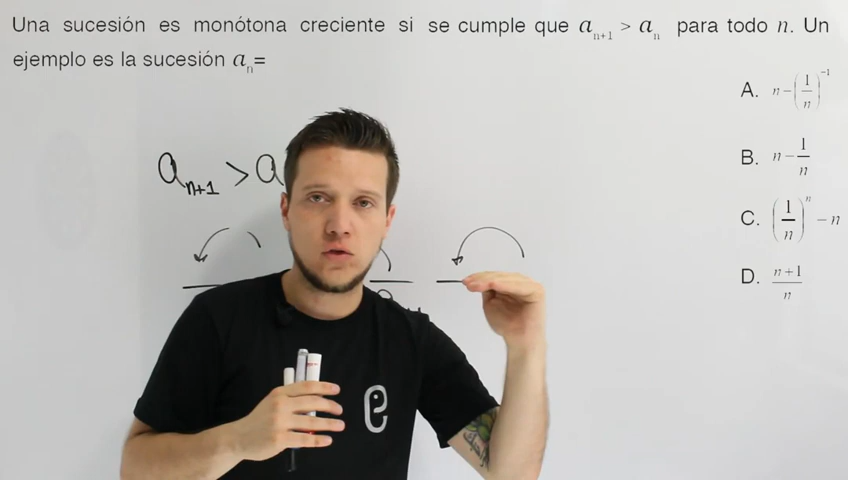 Una sucesión es monótona creciente si se cumple que aₙ₊₁ > aₙ para todo n. Un
ejemplo es la sucesión aₙ=
A. n − (1/n)⁻¹
B. n − 1/n
C. (1/n)ⁿ − n
D. (n+1)/n
aₙ₊₁ > a
e